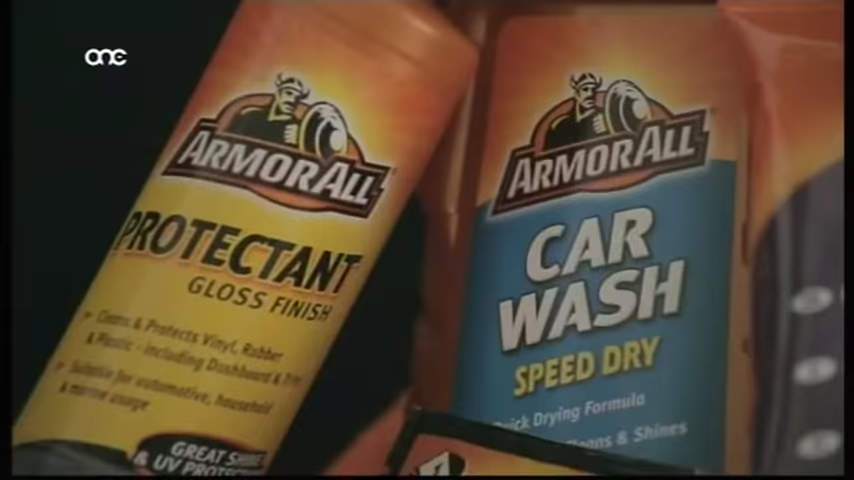 one
ARMORALL
PROTECTANT
GLOSS FINISH
Cleans & Protects Vinyl, Rubber
& Plastic - including Dashboard & Trim
Suitable for automotive, household
& marine usage
GREAT SHINE
& UV PROTECT
ARMORALL
CAR
WASH
SPEED DRY
Quick Drying Formula
Cleans & Shines